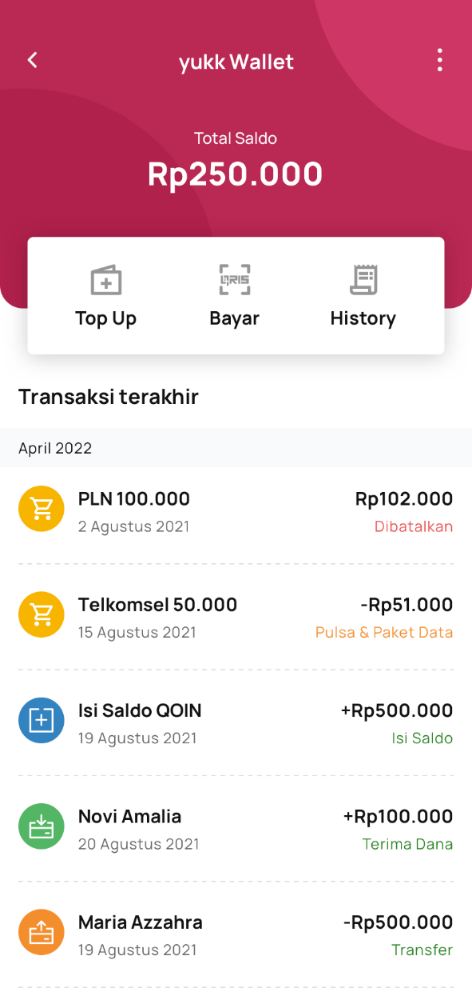 yukk Wallet
Total Saldo
Rp250.000
QRIS
Top Up
Bayar
History
Transaksi terakhir
April 2022
PLN 100.000
Rp102.000
2 Agustus 2021
Dibatalkan
Telkomsel 50.000
-Rp51.000
15 Agustus 2021
Pulsa & Paket Data
Isi Saldo QOIN
+Rp500.000
19 Agustus 2021
Isi Saldo
Novi Amalia
+Rp100.000
20 Agustus 2021
Terima Dana
Maria Azzahra
-Rp500.000
19 Agustus 2021
Transfer